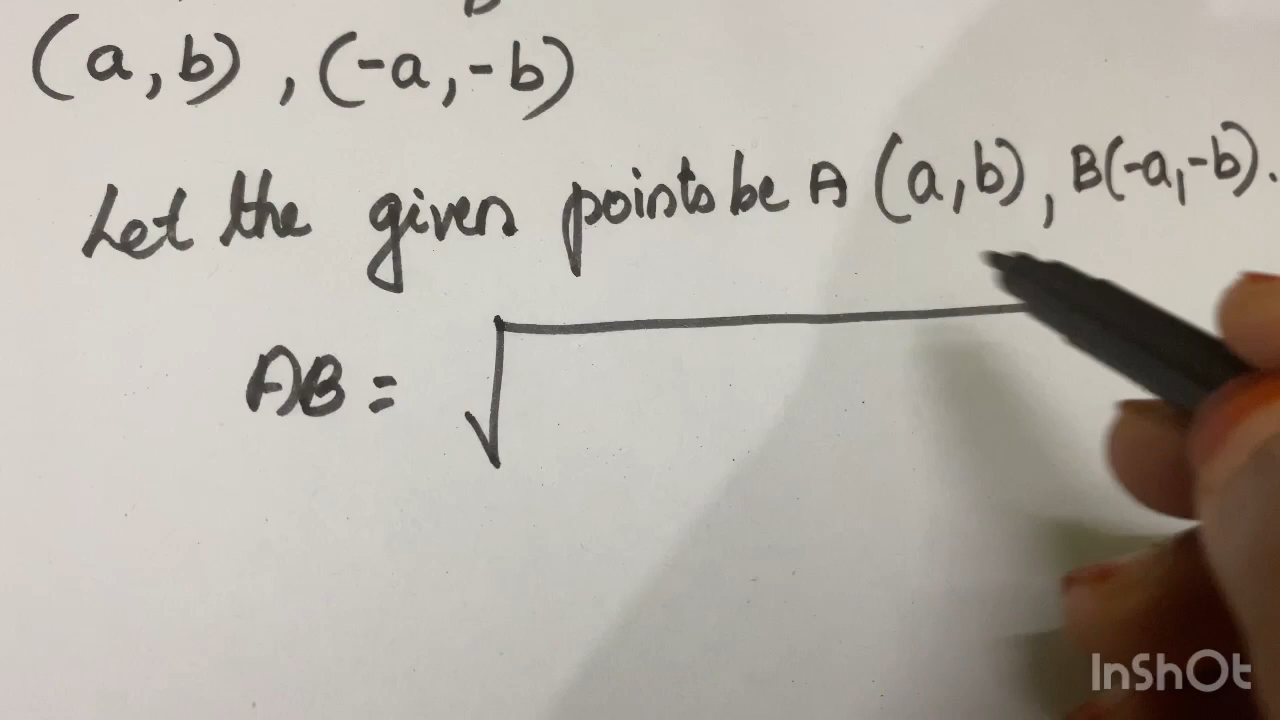 (a, b), (-a, -b)
Let the given points be A (a, b), B(-a, -b).
AB = √
InShOt